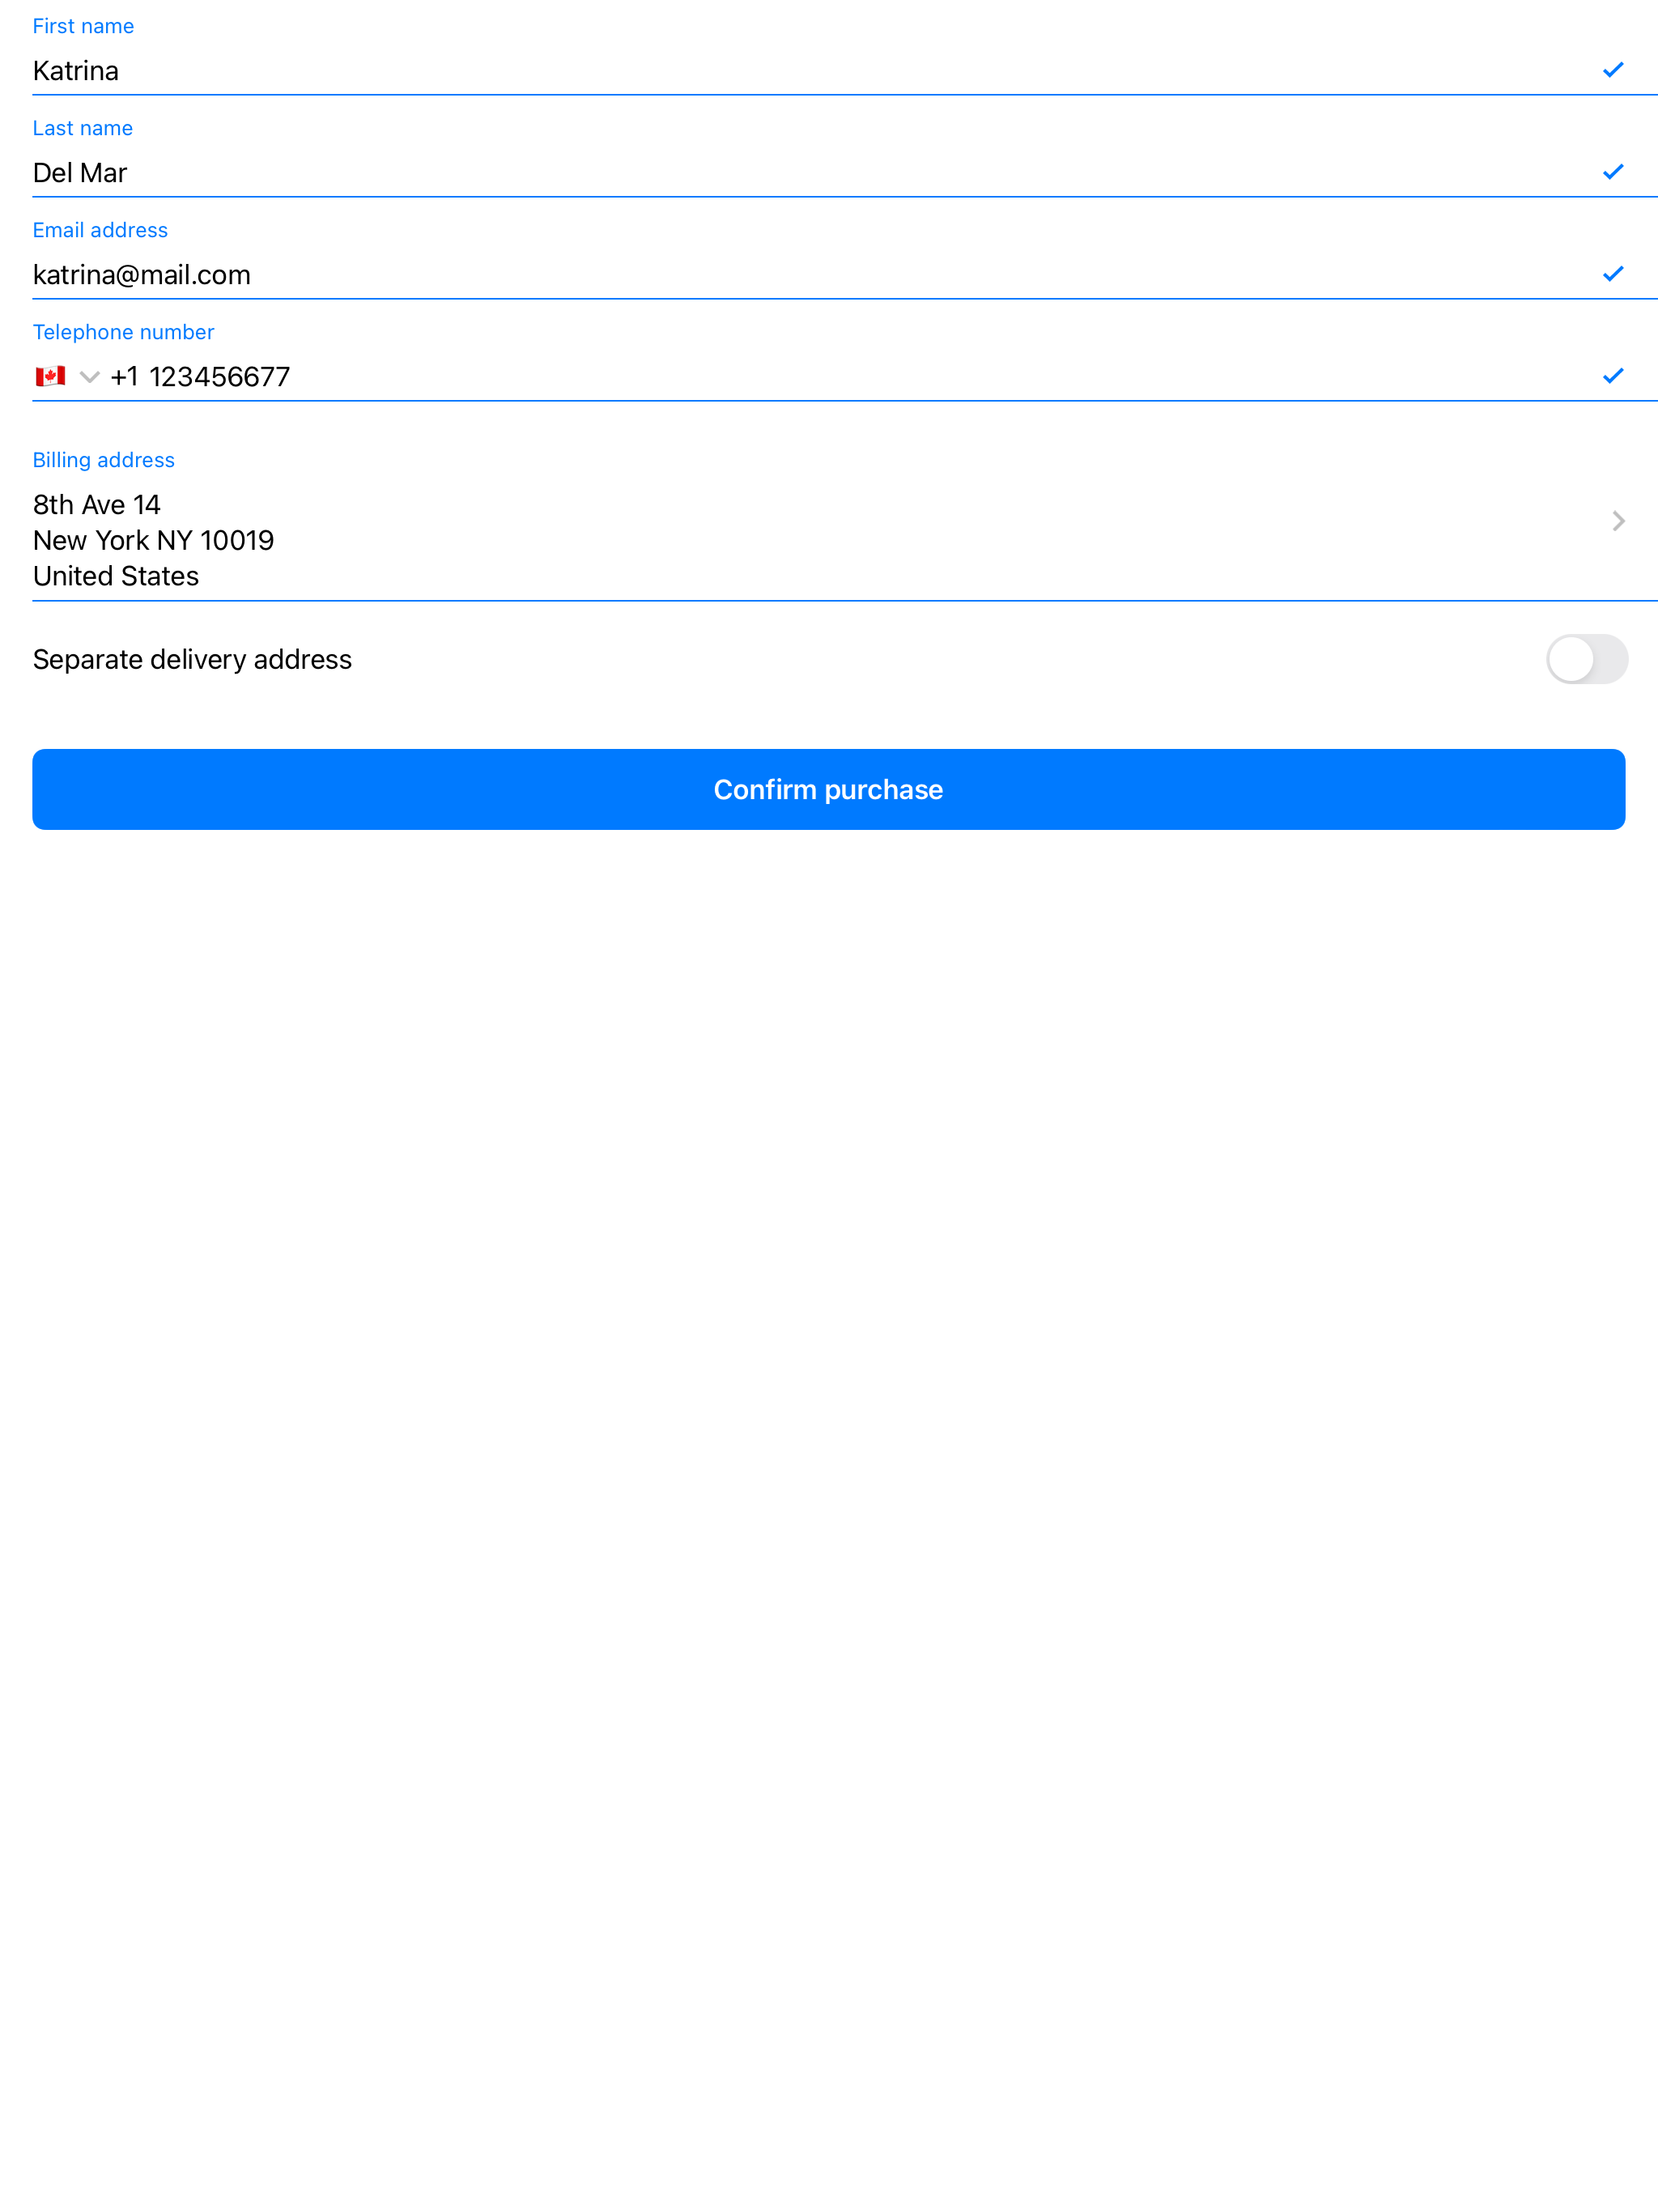 First name
Katrina
Last name
Del Mar
Email address
katrina@mail.com
Telephone number
+1 123456677
Billing address
8th Ave 14
New York NY 10019
United States
Separate delivery address
Confirm purchase